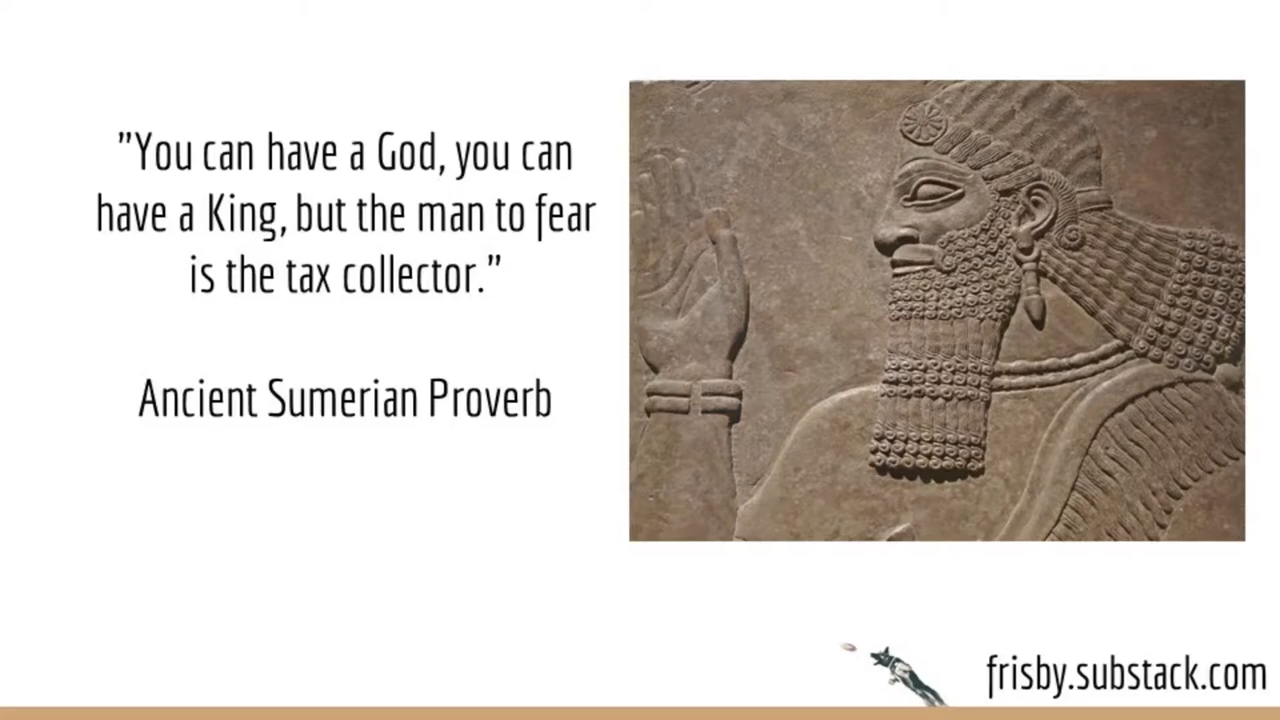 "You can have a God, you can
have a King, but the man to fear
is the tax collector."
Ancient Sumerian Proverb
frisby.substack.com